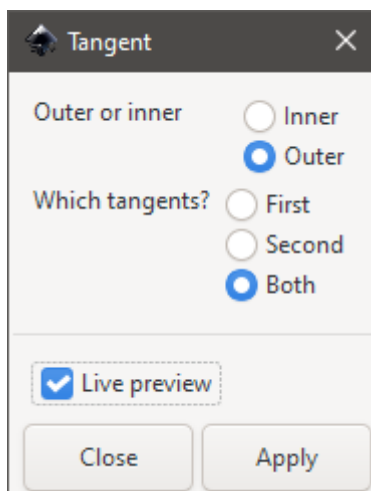 Tangent
Outer or inner
Inner
Outer
Which tangents?
First
Second
Both
Live preview
Close
Apply